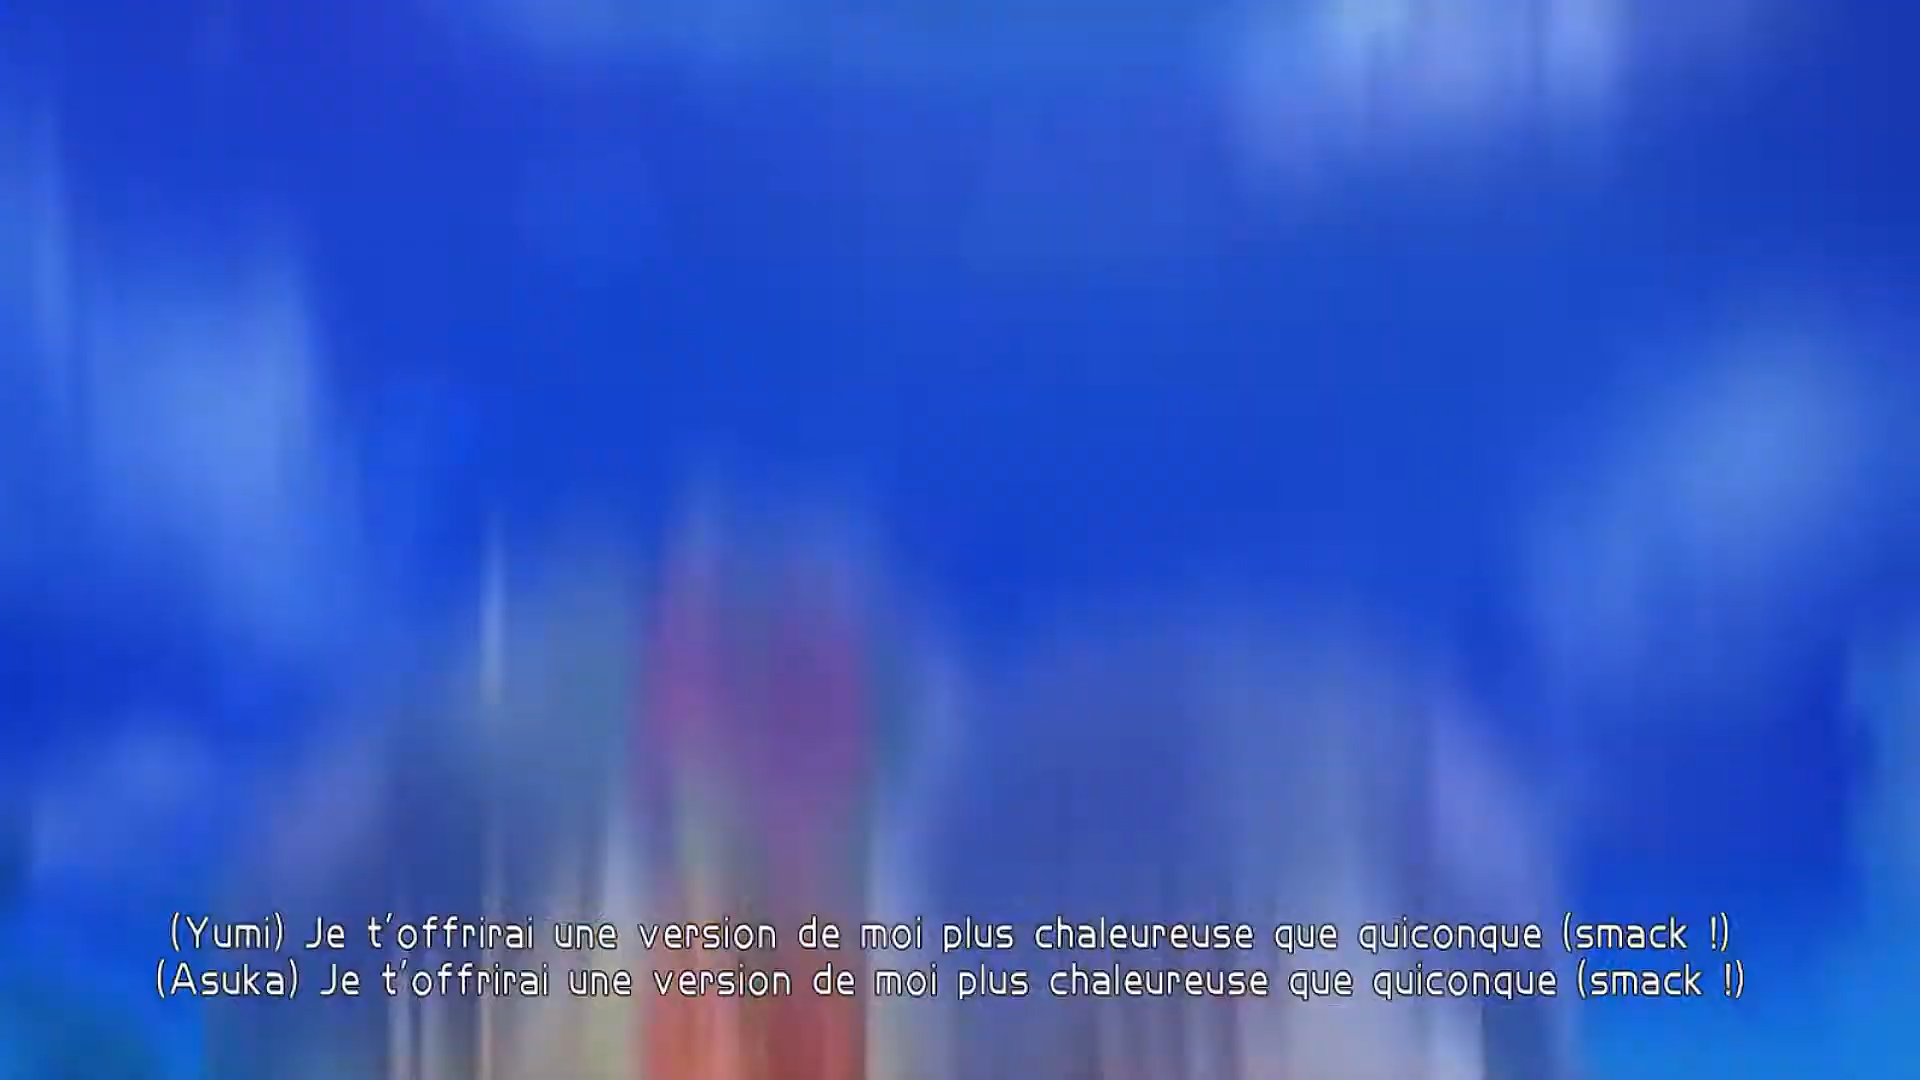 (Yumi) Je t'offrirai une version de moi plus chaleureuse que quiconque (smack !)
(Asuka) Je t'offrirai une version de moi plus chaleureuse que quiconque (smack !)